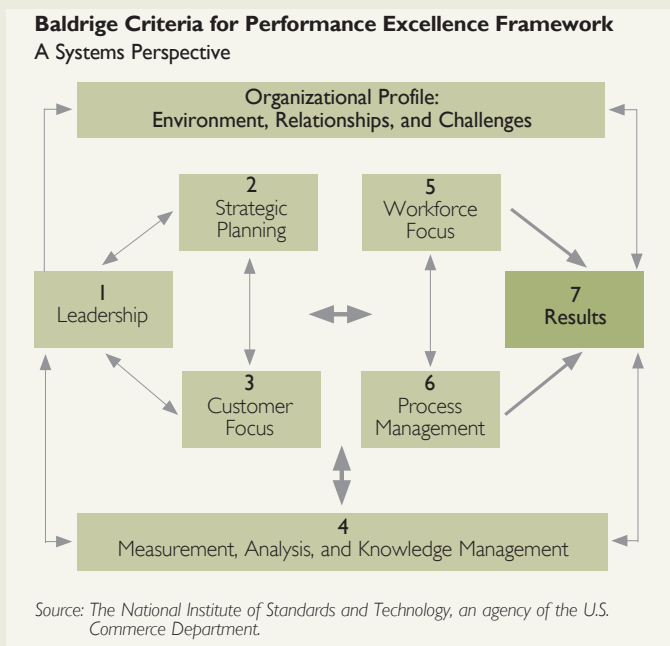 Baldrige Criteria for Performance Excellence Framework
A Systems Perspective
Organizational Profile:
Environment, Relationships, and Challenges
2
Strategic
Planning
5
Workforce
Focus
1
Leadership
7
Results
3
Customer
Focus
6
Process
Management
4
Measurement, Analysis, and Knowledge Management
Source: The National Institute of Standards and Technology, an agency of the U.S.
Commerce Department.